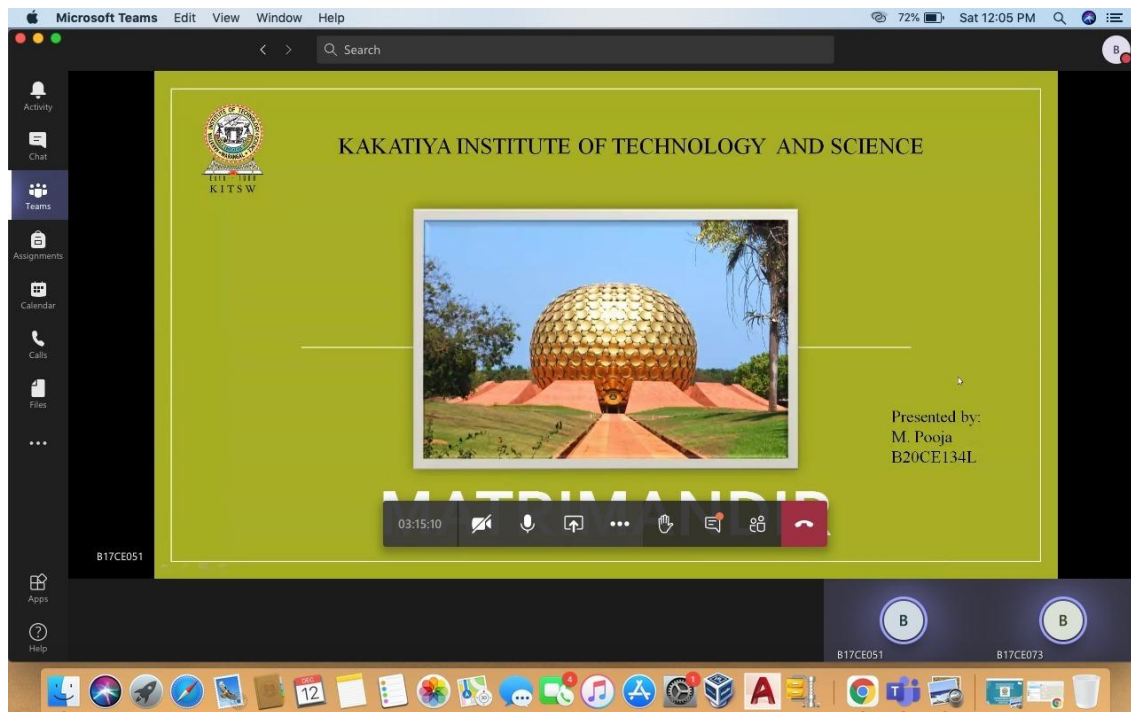 Microsoft Teams Edit View Window Help 72% Sat 12:05 PM
Search
B
Activity
Chat
Teams
Assignments
Calendar
Calls
Files
Apps
Help
KITSW
KAKATIYA INSTITUTE OF TECHNOLOGY AND SCIENCE
Presented by:
M. Pooja
B20CE134L
MATRIMANDIR
03:15:10
B17CE051
B B
B17CE051 B17CE073
DEC
12